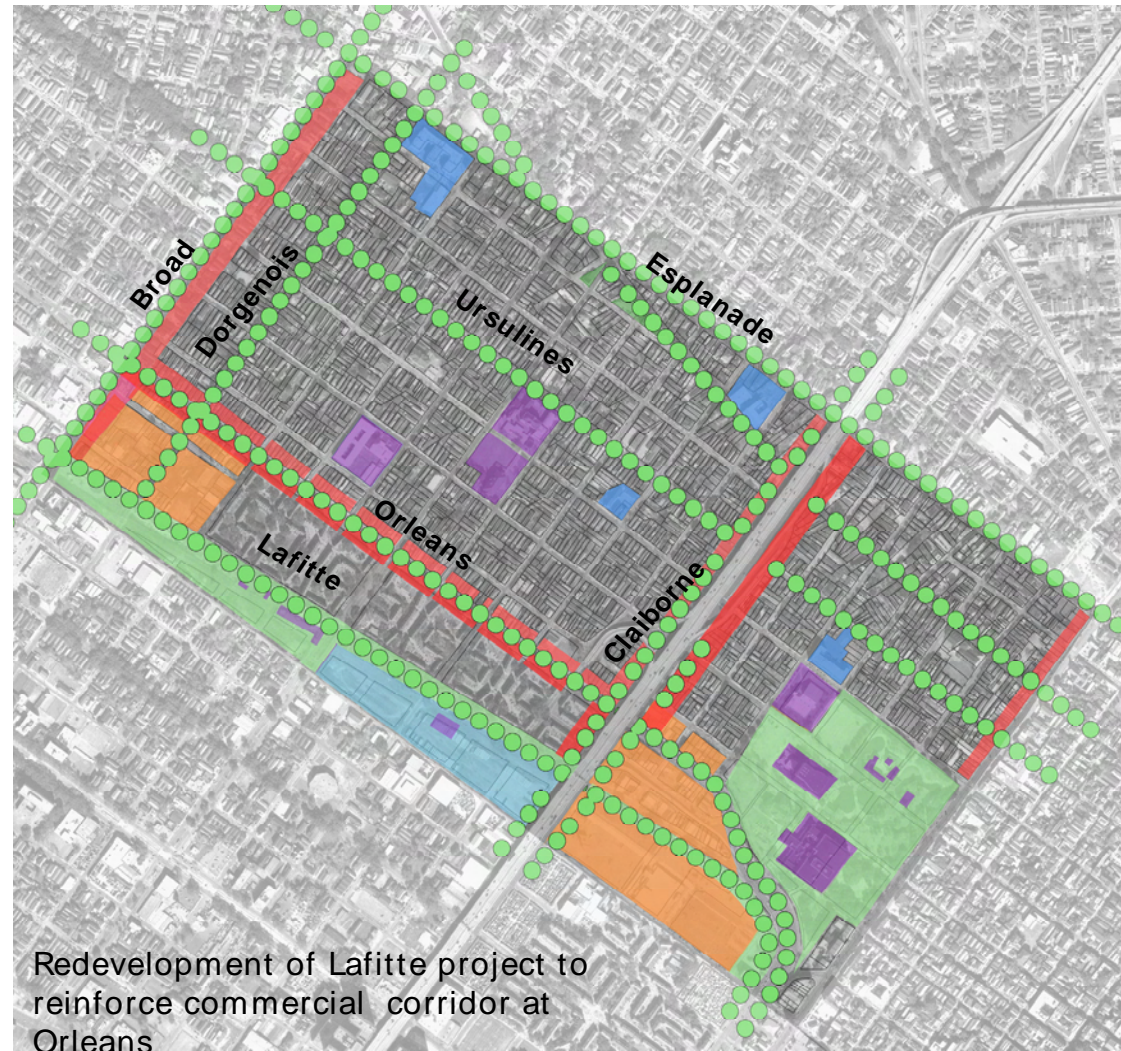 Broad
Dorgenois
Ursulines
Esplanade
Orleans
Lafitte
Claiborne
Redevelopment of Lafitte project to
reinforce commercial corridor at
Orleans